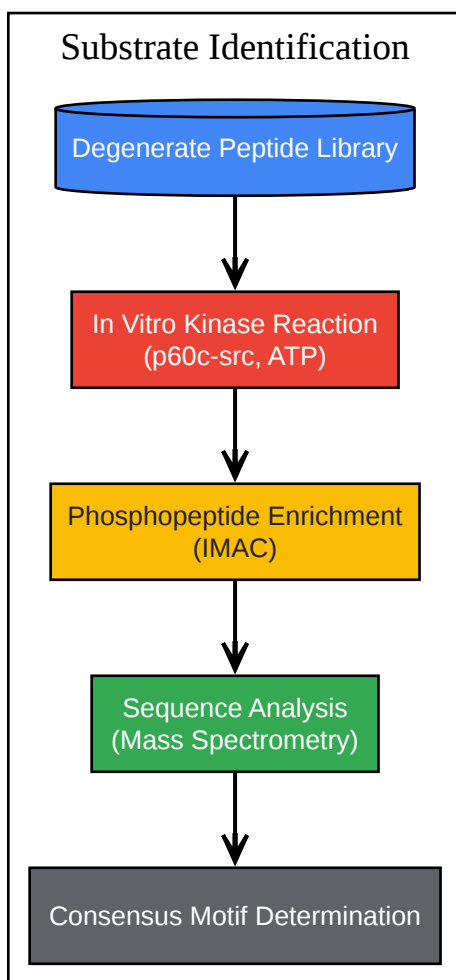 Substrate Identification
Degenerate Peptide Library
In Vitro Kinase Reaction
(p60c-src, ATP)
Phosphopeptide Enrichment
(IMAC)
Sequence Analysis
(Mass Spectrometry)
Consensus Motif Determination